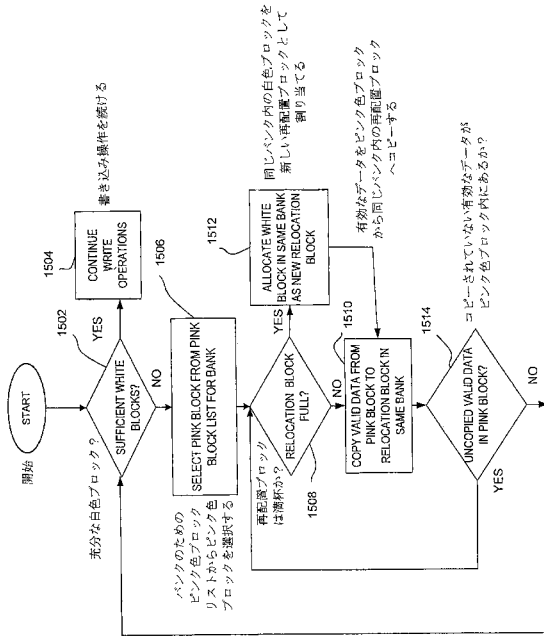 開始
START
充分な白色ブロック?
1502
SUFFICIENT WHITE
BLOCKS?
YES
NO
1504
CONTINUE
WRITE
OPERATIONS
書き込み操作を続ける
バンクのための
ピンク色ブロック
リストからピンク色
ブロックを選択する
1506
SELECT PINK BLOCK FROM PINK
BLOCK LIST FOR BANK
再配置ブロック
は満杯か?
1508
RELOCATION BLOCK
FULL?
YES
NO
1512
ALLOCATE WHITE
BLOCK IN SAME BANK
AS NEW RELOCATION
BLOCK
同じバンク内の白色ブロックを
新しい再配置ブロックとして
割り当てる
1510
COPY VALID DATA FROM
PINK BLOCK TO
RELOCATION BLOCK IN
SAME BANK
有効なデータをピンク色ブロック
から同じバンク内の再配置ブロック
へコピーする
1514
UNCOPIED VALID DATA
IN PINK BLOCK?
YES
NO
コピーされていない有効なデータが
ピンク色ブロック内にあるか?